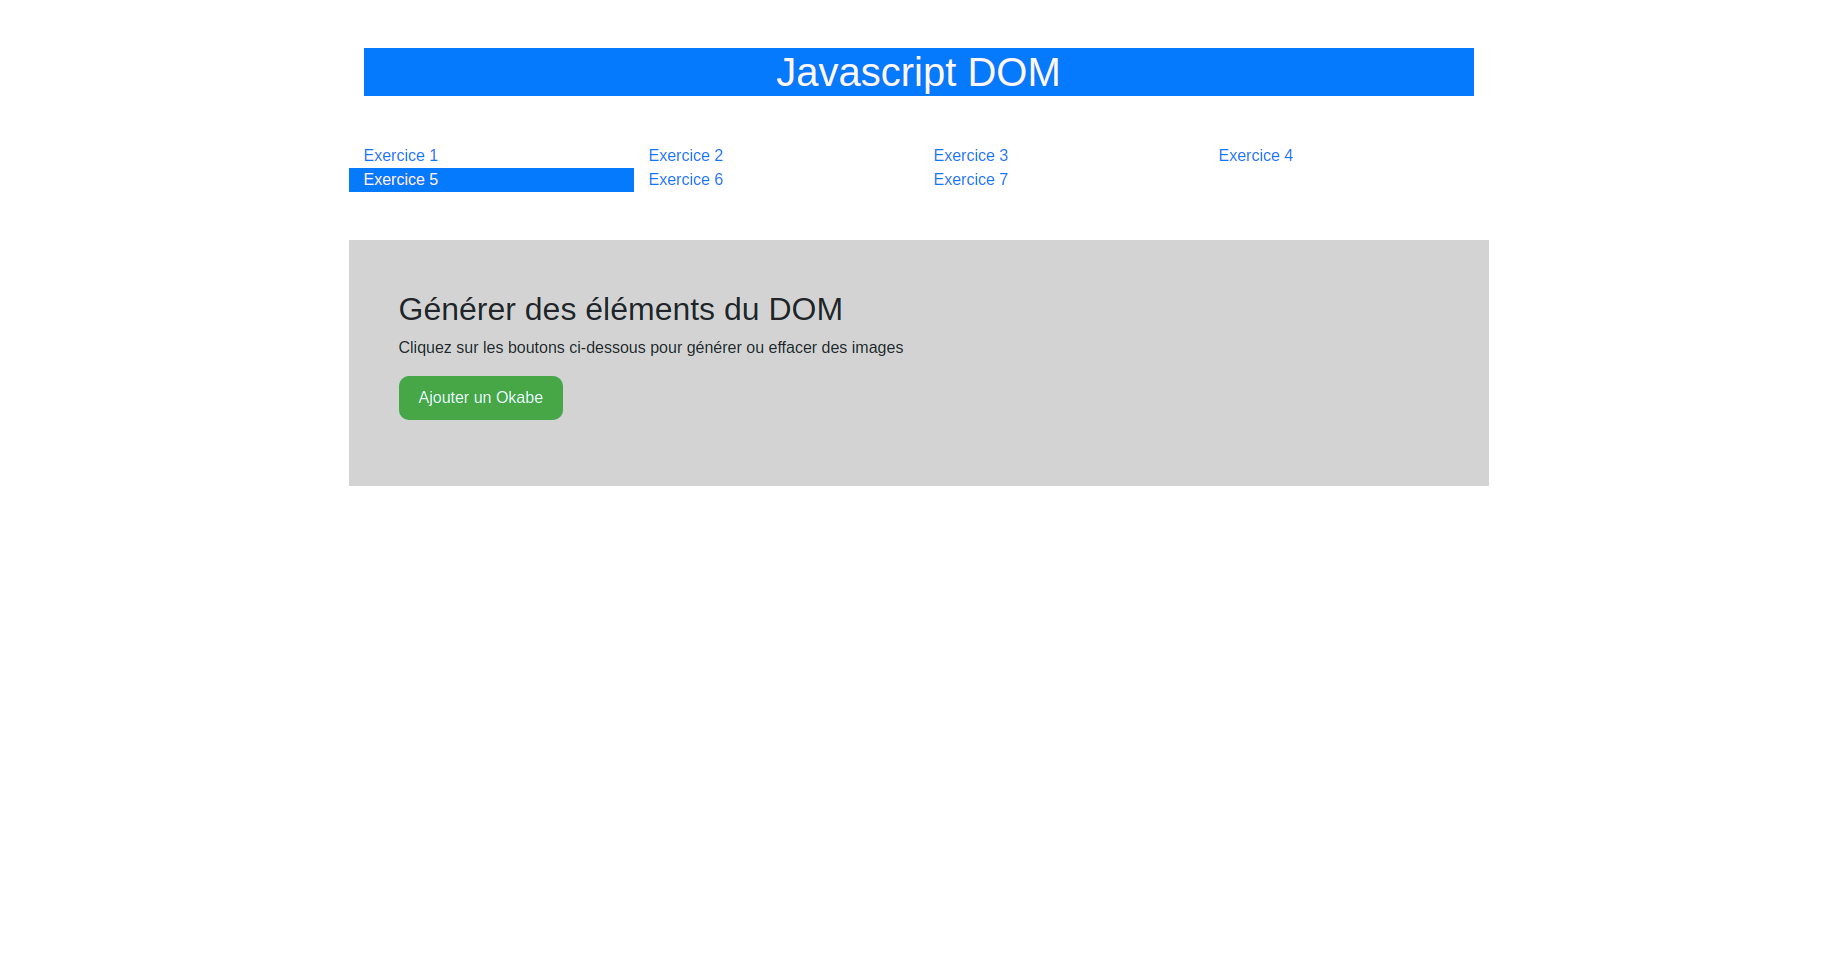 Javascript DOM
Exercice 1 Exercice 2 Exercice 3 Exercice 4
Exercice 5 Exercice 6 Exercice 7
Générer des éléments du DOM
Cliquez sur les boutons ci-dessous pour générer ou effacer des images
Ajouter un Okabe